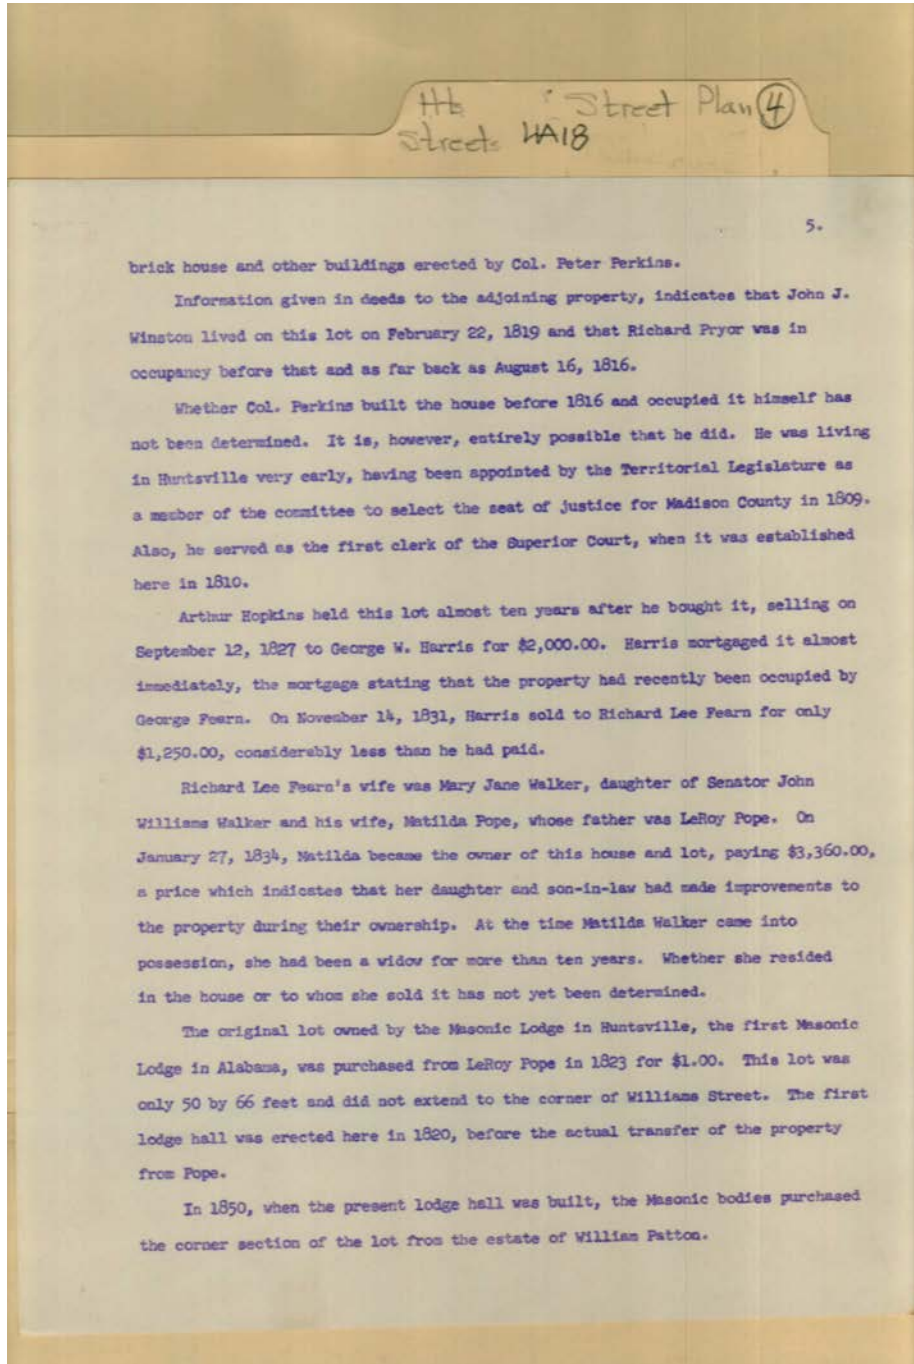 Hb Street Plan 4
Streets 4A18
5.
brick house and other buildings erected by Col. Peter Perkins.
Information given in deeds to the adjoining property, indicates that John J.
Winston lived on this lot on February 22, 1819 and that Richard Pryor was in
occupancy before that and as far back as August 16, 1816.
Whether Col. Perkins built the house before 1816 and occupied it himself has
not been determined. It is, however, entirely possible that he did. He was living
in Huntsville very early, having been appointed by the Territorial Legislature as
a member of the committee to select the seat of justice for Madison County in 1809.
Also, he served as the first clerk of the Superior Court, when it was established
here in 1810.
Arthur Hopkins held this lot almost ten years after he bought it, selling on
September 12, 1827 to George W. Harris for $2,000.00. Harris mortgaged it almost
immediately, the mortgage stating that the property had recently been occupied by
George Fearn. On November 14, 1831, Harris sold to Richard Lee Fearn for only
$1,250.00, considerably less than he had paid.
Richard Lee Fearn's wife was Mary Jane Walker, daughter of Senator John
Williams Walker and his wife, Matilda Pope, whose father was LeRoy Pope. On
January 27, 1834, Matilda became the owner of this house and lot, paying $3,360.00,
a price which indicates that her daughter and son-in-law had made improvements to
the property during their ownership. At the time Matilda Walker came into
possession, she had been a widow for more than ten years. Whether she resided
in the house or to whom she sold it has not yet been determined.
The original lot owned by the Masonic Lodge in Huntsville, the first Masonic
Lodge in Alabama, was purchased from LeRoy Pope in 1823 for $1.00. This lot was
only 50 by 66 feet and did not extend to the corner of Williams Street. The first
lodge hall was erected here in 1820, before the actual transfer of the property
from Pope.
In 1850, when the present lodge hall was built, the Masonic bodies purchased
the corner section of the lot from the estate of William Patton.